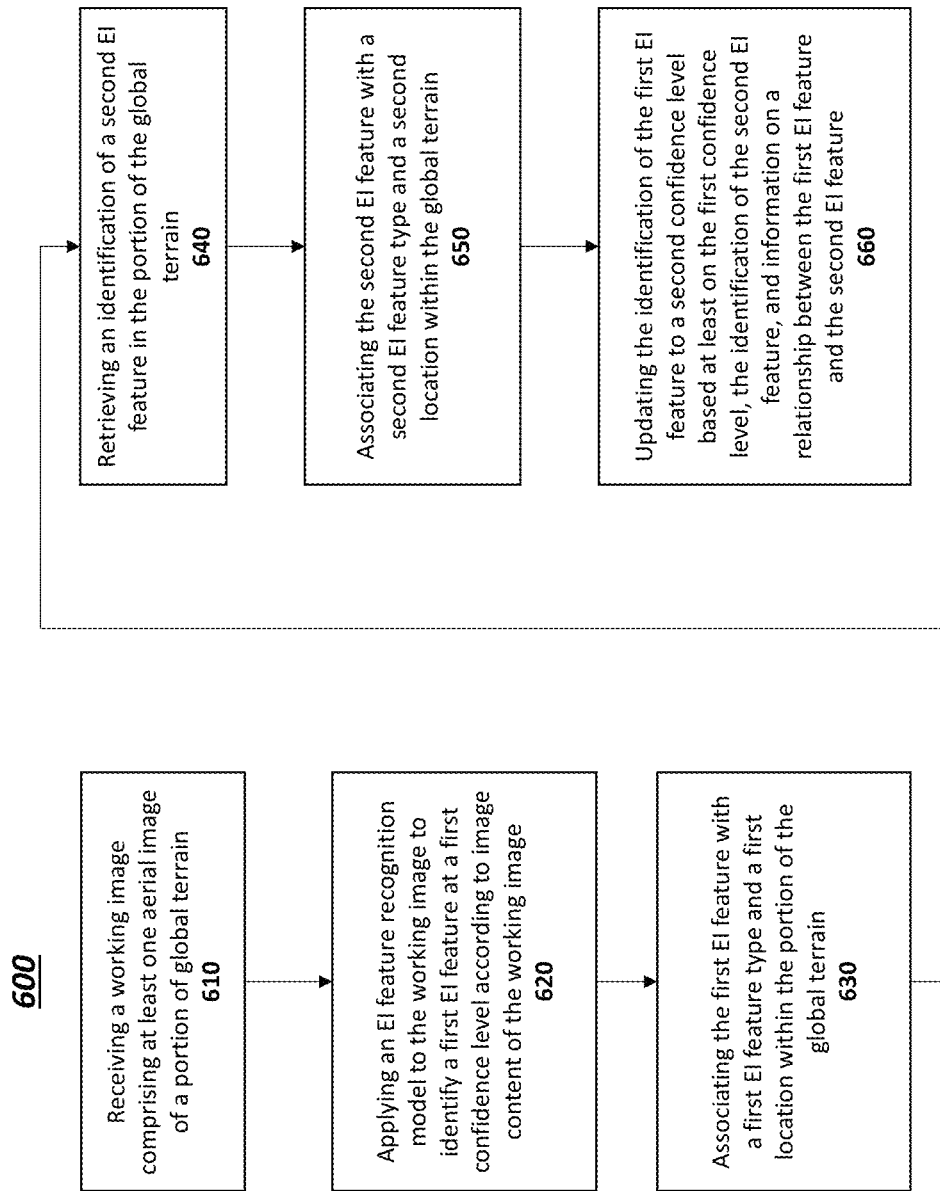 600
Receiving a working image
comprising at least one aerial image
of a portion of global terrain
610
Applying an EI feature recognition
model to the working image to
identify a first EI feature at a first
confidence level according to image
content of the working image
620
Associating the first EI feature with
a first EI feature type and a first
location within the portion of the
global terrain
630
Retrieving an identification of a second EI
feature in the portion of the global
terrain
640
Associating the second EI feature with a
second EI feature type and a second
location within the global terrain
650
Updating the identification of the first EI
feature to a second confidence level
based at least on the first confidence
level, the identification of the second EI
feature, and information on a
relationship between the first EI feature
and the second EI feature
660